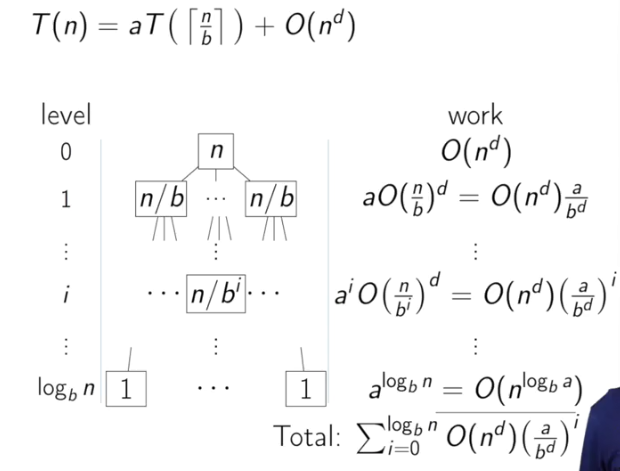 T(n) = aT(⌈n/b⌉) + O(n^d)
level work
0 n O(n^d)
1 n/b ··· n/b aO(n/b)^d = O(n^d) a/b^d
⋮ ⋮ ⋮
i ··· n/b^i ··· a^i O(n/b^i)^d = O(n^d)(a/b^d)^i
⋮ ⋮ ⋮
log_b n 1 ··· 1 a^{log_b n} = O(n^{log_b a})
Total: ∑_{i=0}^{log_b n} O(n^d)(a/b^d)^i